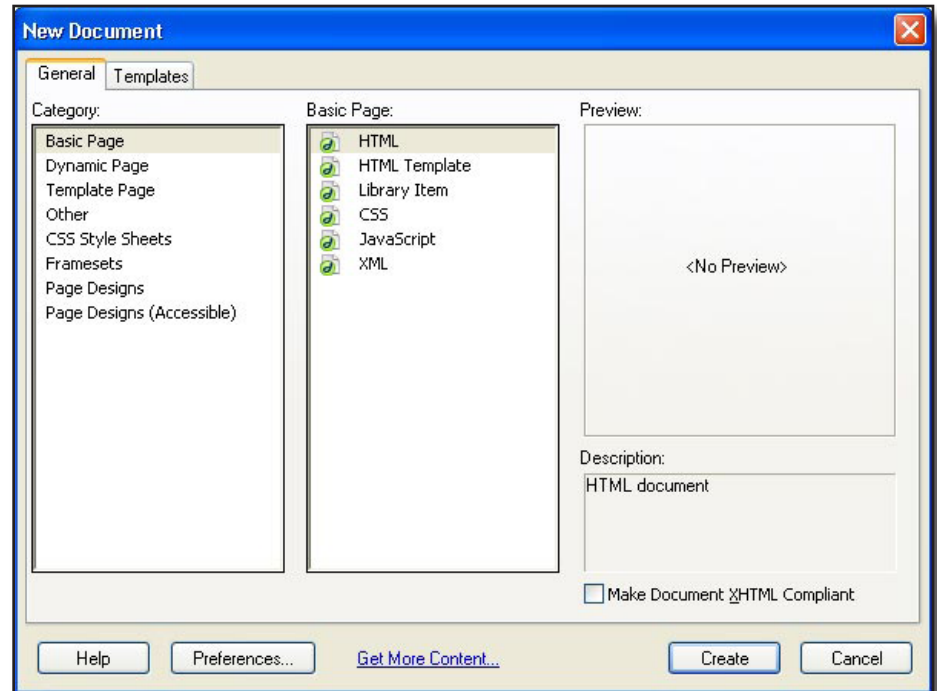 New Document
General
Templates
Category:
Basic Page
Dynamic Page
Template Page
Other
CSS Style Sheets
Framesets
Page Designs
Page Designs (Accessible)
Basic Page:
HTML
HTML Template
Library Item
CSS
JavaScript
XML
Preview:
<No Preview>
Description:
HTML document
Make Document XHTML Compliant
Help
Preferences...
Get More Content...
Create
Cancel